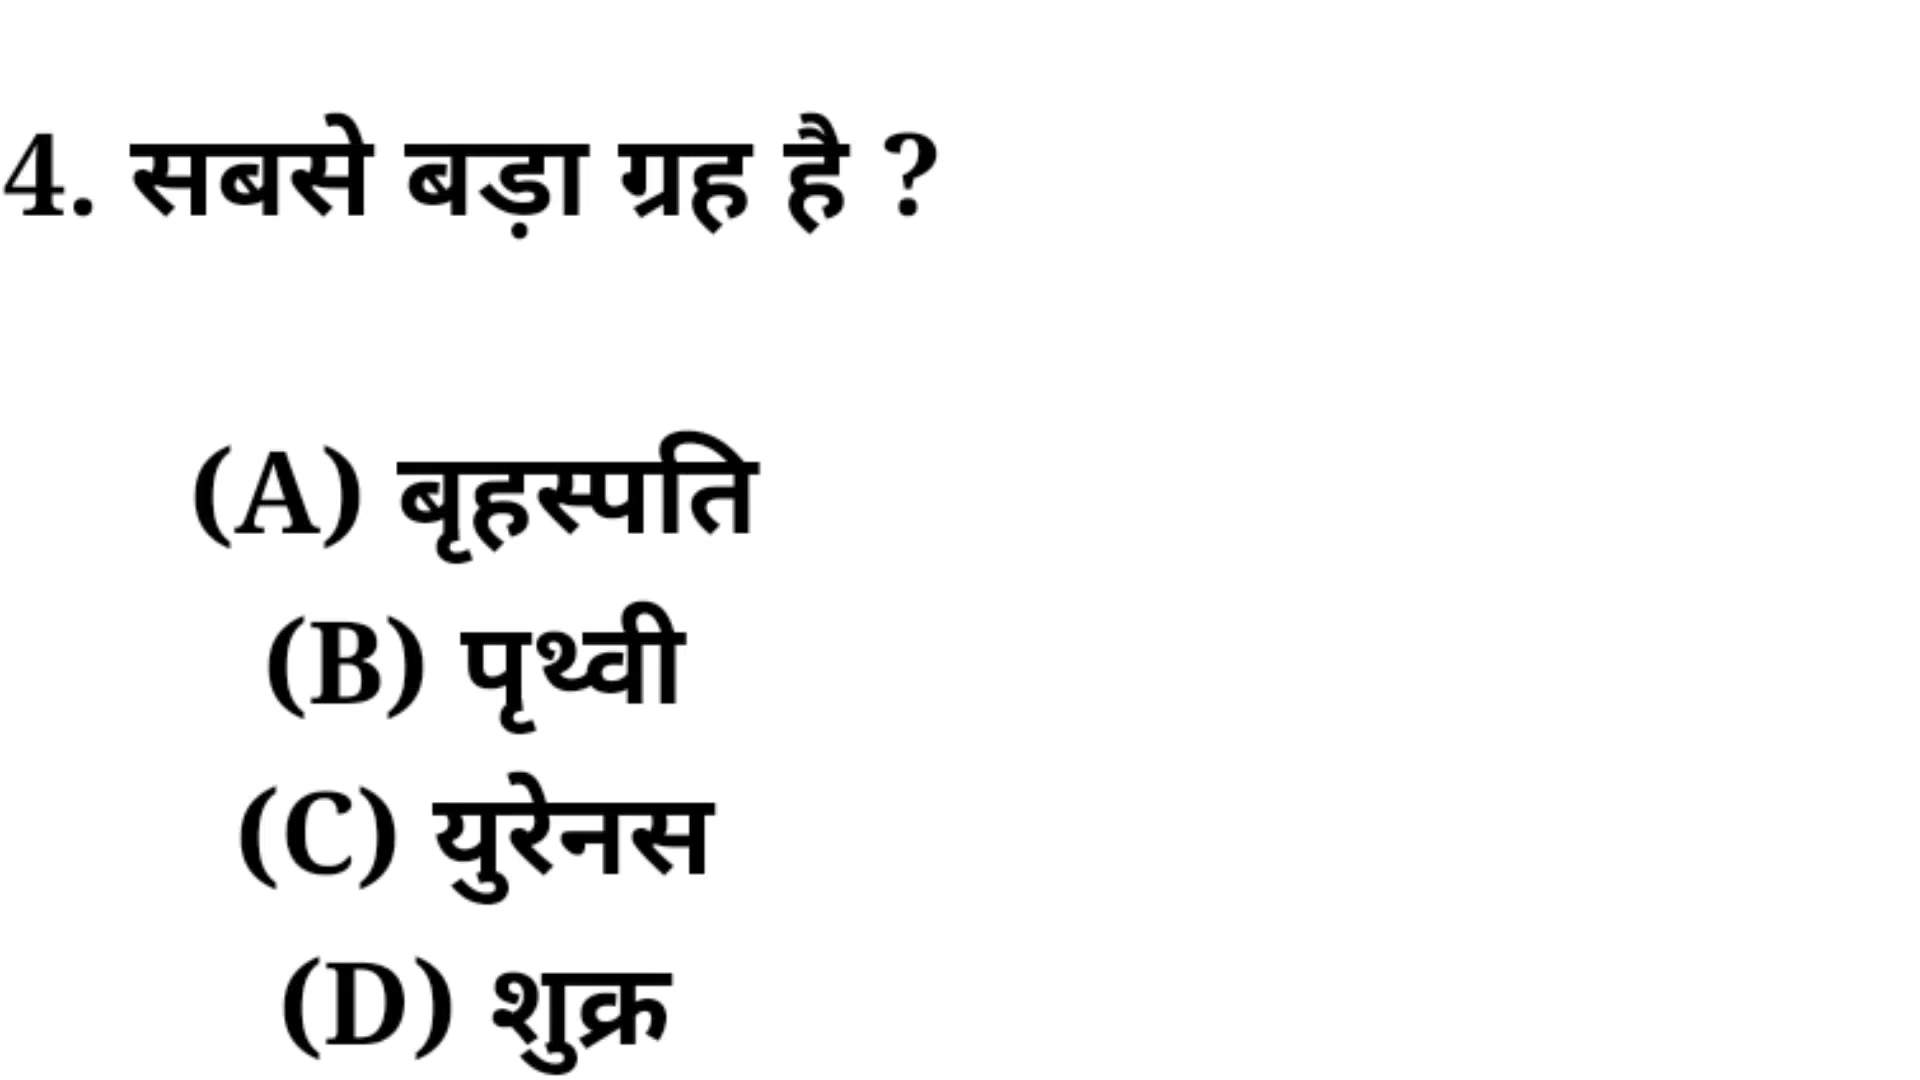 4. सबसे बड़ा ग्रह है ?
(A) बृहस्पति
(B) पृथ्वी
(C) युरेनस
(D) शुक्र